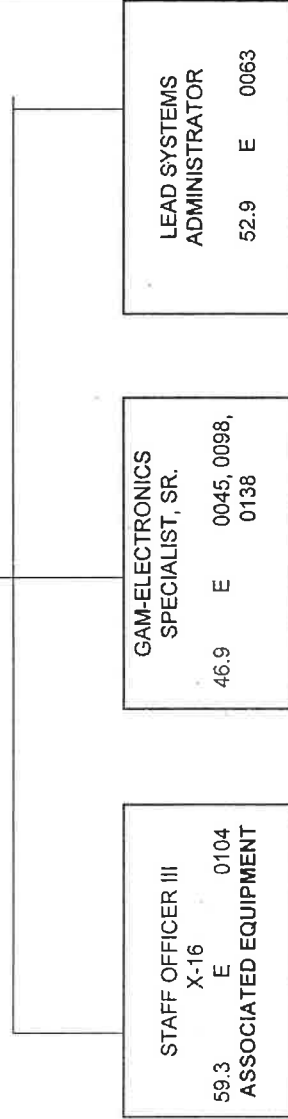 STAFF OFFICER III
X-16
59.3 E 0104
ASSOCIATED EQUIPMENT
GAM-ELECTRONICS
SPECIALIST, SR.
46.9 E 0045, 0098,
0138
LEAD SYSTEMS
ADMINISTRATOR
52.9 E 0063